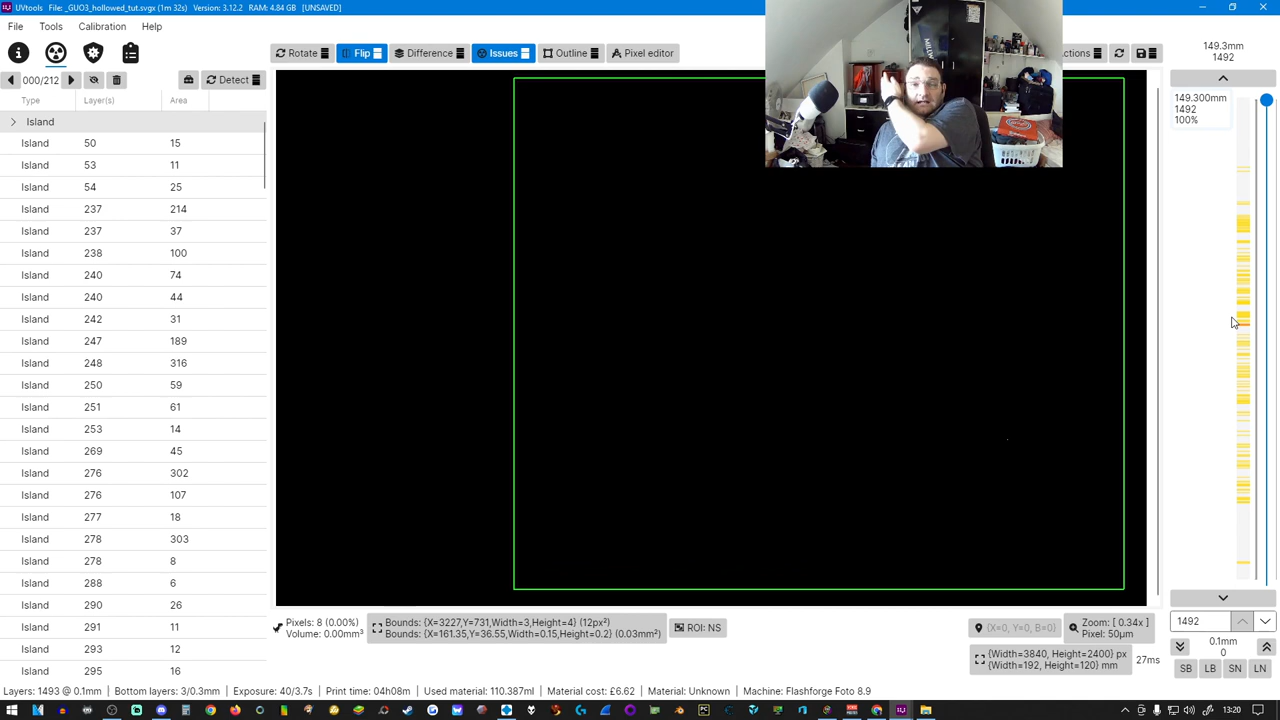 UVtools File: _GUO3_hollowed_tut.svgx (1m 32s) Version: 3.12.2 RAM: 4.84 GB [UNSAVED]
File Tools Calibration Help
Rotate Flip Difference Issues Outline Pixel editor
149.3mm
1492
000/212 Detect
Type Layer(s) Area
149.300mm
1492
100%
Island
Island 50 15
Island 53 11
Island 54 25
Island 237 214
Island 237 37
Island 238 100
Island 240 74
Island 240 44
Island 242 31
Island 247 189
Island 248 316
Island 250 59
Island 251 61
Island 253 14
Island 269 45
Island 276 302
Island 276 107
Island 277 18
Island 278 303
Island 278 8
Island 288 6
Island 290 26
Island 291 11
Island 293 12
Island 295 16
Pixels: 8 (0.00%)
Volume: 0.00mm³
Bounds: {X=3227,Y=731,Width=3,Height=4} (12px²)
Bounds: {X=161.35,Y=36.55,Width=0.15,Height=0.2} (0.03mm²)
ROI: NS
{X=0, Y=0, B=0}
Zoom: [ 0.34x ]
Pixel: 50µm
{Width=3840, Height=2400} px
{Width=192, Height=120} mm
27ms
1492
0.1mm
0
SB LB SN LN
Layers: 1493 @ 0.1mm Bottom layers: 3/0.3mm Exposure: 40/3.7s Print time: 04h08m Used material: 110.387ml Material cost: £6.62 Material: Unknown Machine: Flashforge Foto 8.9
13:20